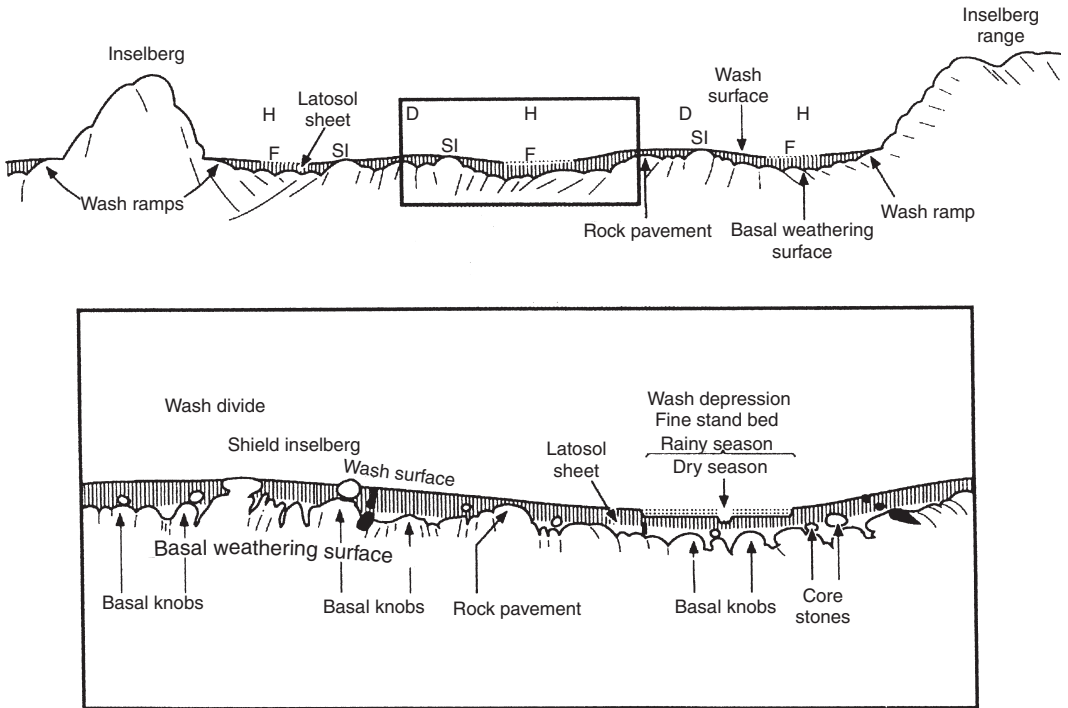 Inselberg
range
Inselberg
Wash
surface
Latosol
sheet
H
D
H
D
H
F
SI
SI
F
SI
F
Wash ramps
Rock pavement
Basal weathering
surface
Wash ramp
Wash divide
Shield inselberg
Wash surface
Latosol
sheet
Wash depression
Fine stand bed
Rainy season
Dry season
Basal weathering surface
Basal knobs
Basal knobs
Rock pavement
Basal knobs
Core
stones